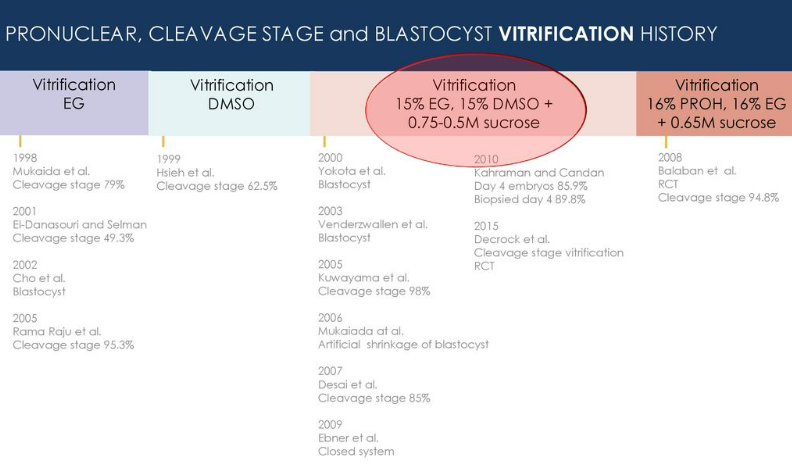 PRONUCLEAR, CLEAVAGE STAGE and BLASTOCYST VITRIFICATION HISTORY
Vitrification
EG
1998
Mukaida et al.
Cleavage stage 79%
2001
El-Danasouri and Selman
Cleavage stage 49.3%
2002
Cho et al.
Blastocyst
2005
Rama Raju et al.
Cleavage stage 95.3%
Vitrification
DMSO
1999
Hsieh et al.
Cleavage stage 62.5%
Vitrification
15% EG, 15% DMSO +
0.75-0.5M sucrose
2000
Yokota et al.
Blastocyst
2003
Venderzwallen et al.
Blastocyst
2005
Kuwayama et al.
Cleavage stage 98%
2006
Mukaiada at al.
Artificial shrinkage of blastocyst
2007
Desai et al.
Cleavage stage 85%
2009
Ebner et al.
Closed system
2010
Kahraman and Candan
Day 4 embryos 85.9%
Biopsied day 4 89.8%
2015
Decrock et al.
Cleavage stage vitrification
RCT
Vitrification
16% PROH, 16% EG
+ 0.65M sucrose
2008
Balaban et al.
RCT
Cleavage stage 94.8%